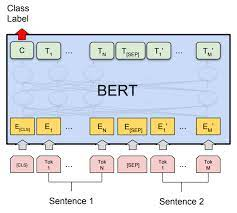 Class
Label
C T1 ... TN T[SEP] T1' ... TM'
BERT
E[CLS] E1 ... EN E[SEP] E1' ... EM'
[CLS] Tok 1 ... Tok N [SEP] Tok 1 ... Tok M
Sentence 1 Sentence 2